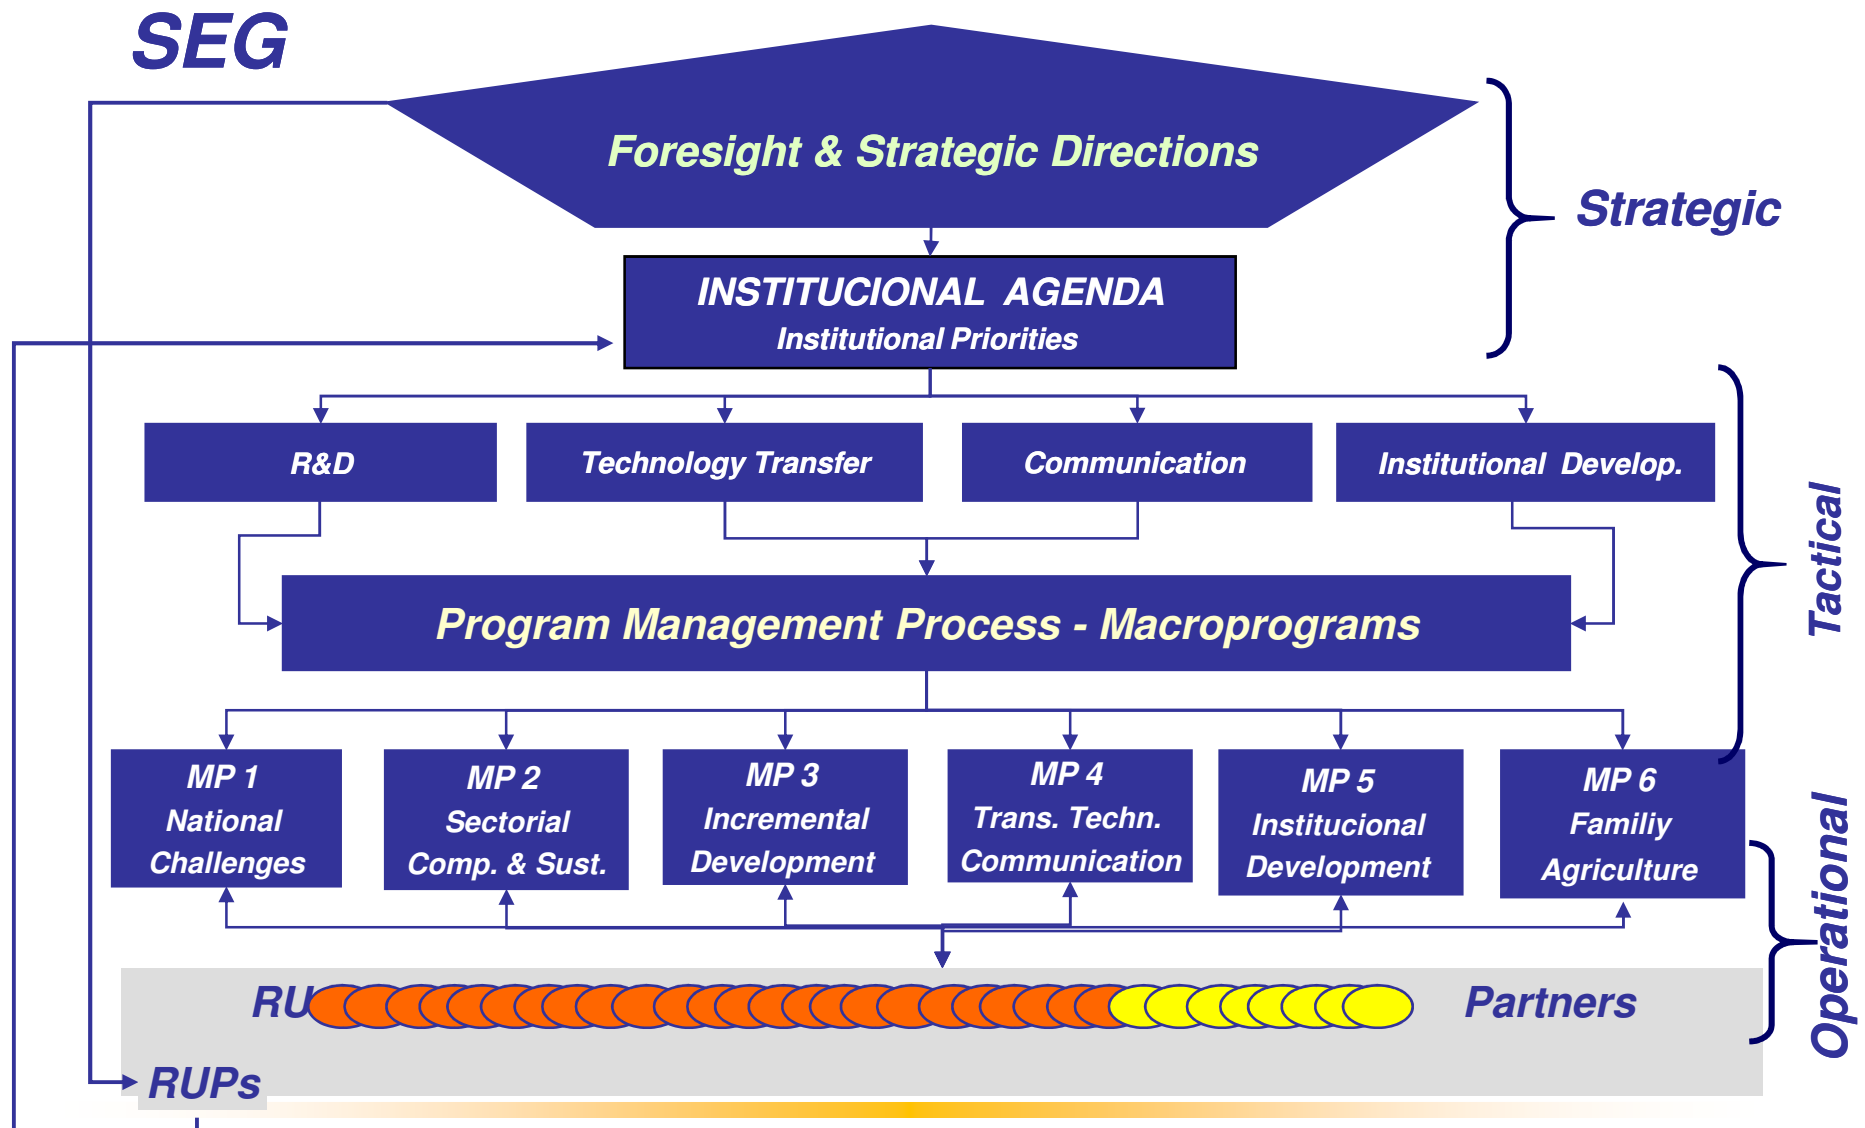 SEG
Foresight & Strategic Directions
Strategic
INSTITUCIONAL AGENDA
Institutional Priorities
R&D
Technology Transfer
Communication
Institutional Develop.
Tactical
Program Management Process - Macroprograms
MP 1
National
Challenges
MP 2
Sectorial
Comp. & Sust.
MP 3
Incremental
Development
MP 4
Trans. Techn.
Communication
MP 5
Institucional
Development
MP 6
Familiy
Agriculture
Operational
RU
Partners
RUPs